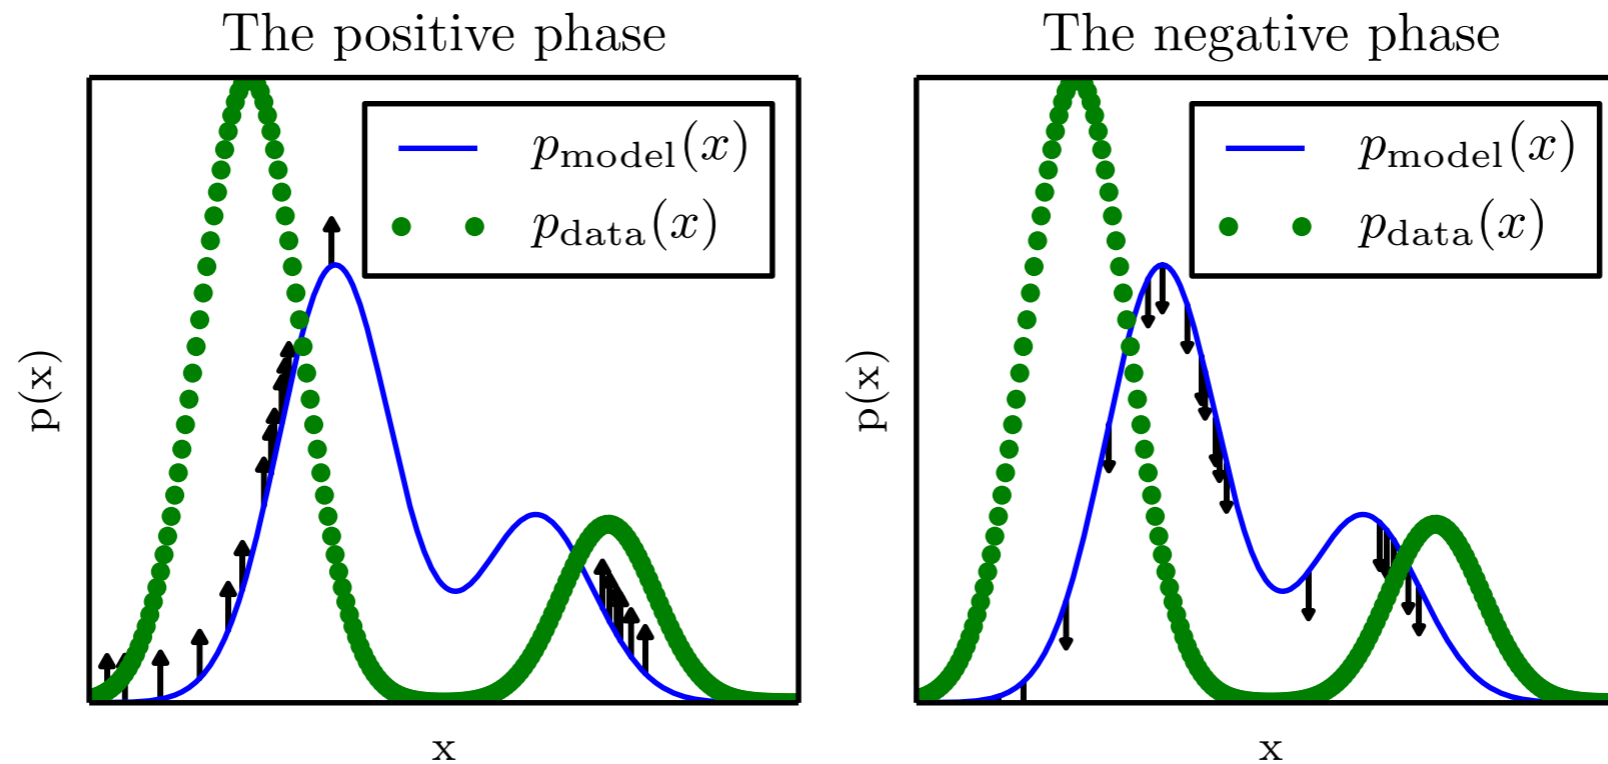 The positive phase
p(x)
p_model(x)
p_data(x)
x
The negative phase
p(x)
p_model(x)
p_data(x)
x